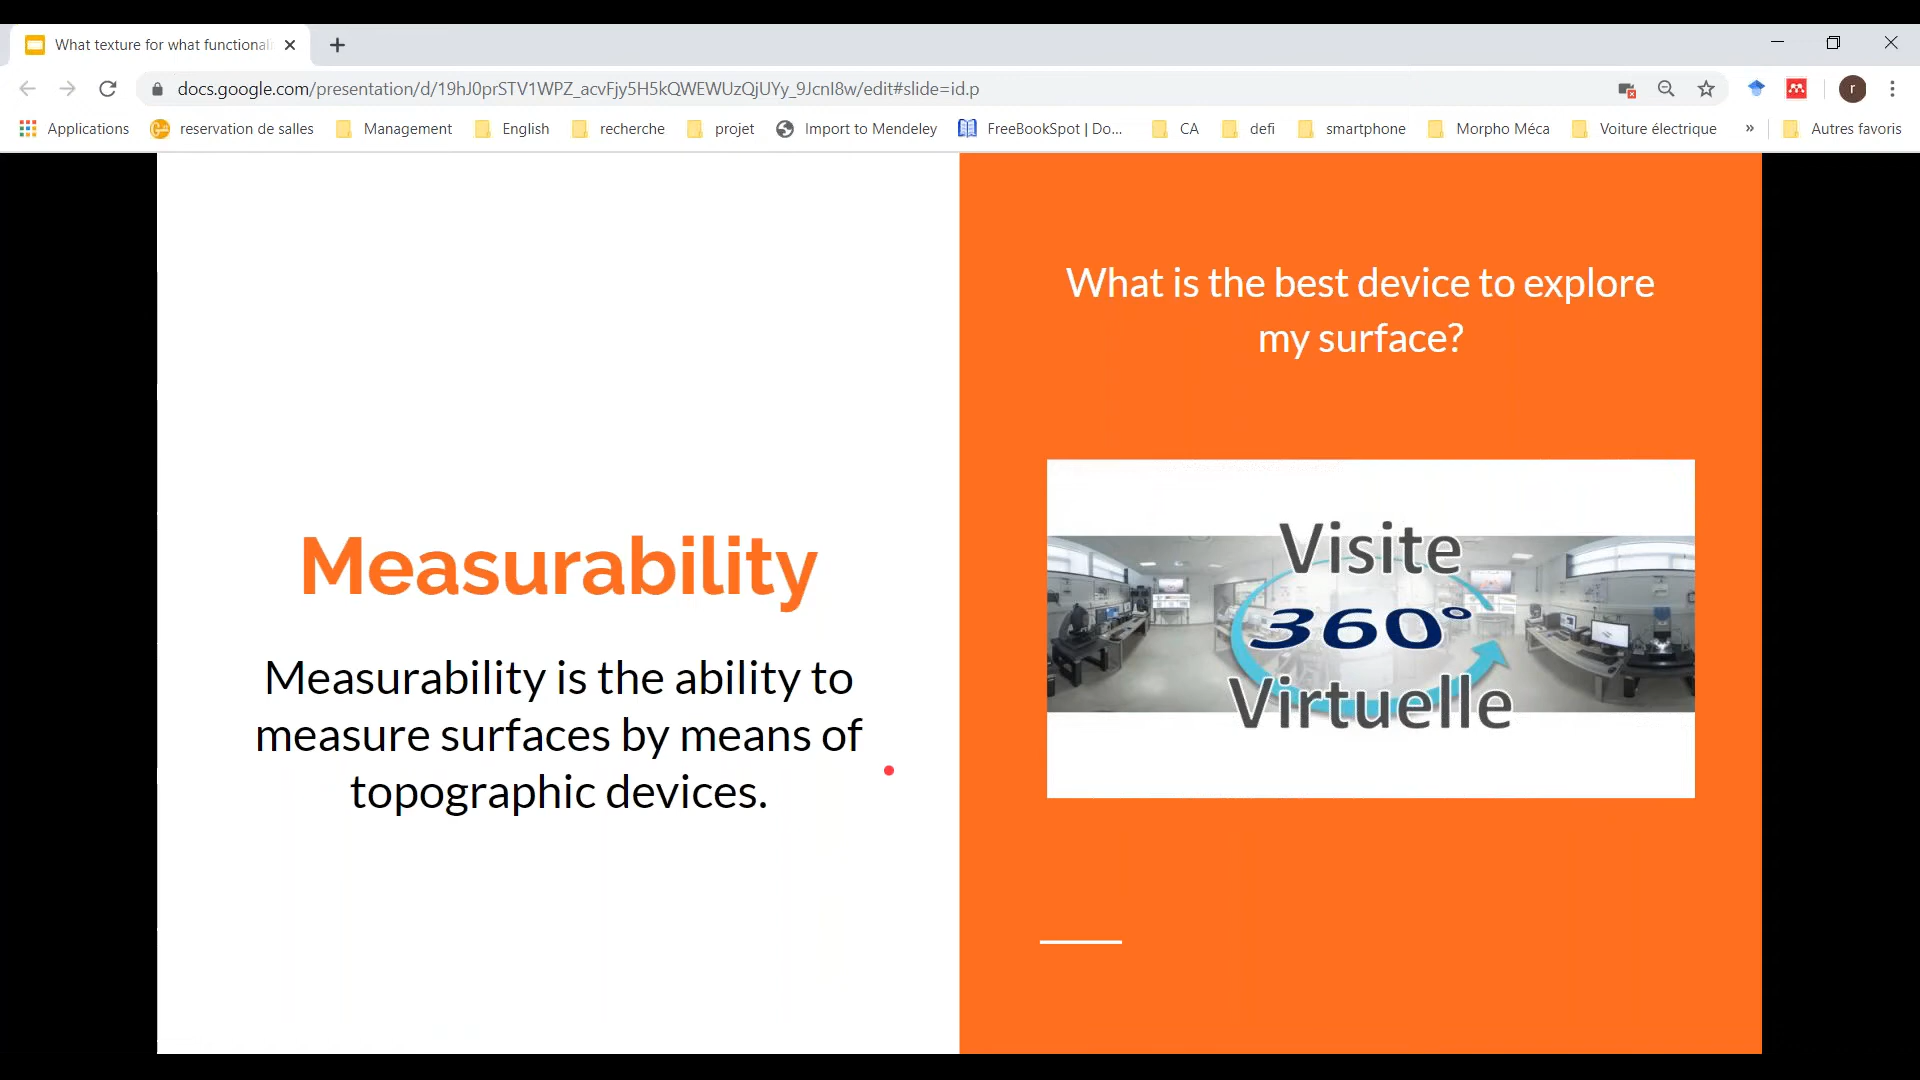 What texture for what functionali
docs.google.com/presentation/d/19hJ0prSTV1WPZ_acvFjy5H5kQWEWUzQjUYy_9JcnI8w/edit#slide=id.p
r
Applications
reservation de salles
Management
English
recherche
projet
Import to Mendeley
FreeBookSpot | Do...
CA
defi
smartphone
Morpho Méca
Voiture électrique
»
Autres favoris
Measurability
Measurability is the ability to
measure surfaces by means of
topographic devices.
What is the best device to explore
my surface?
Visite
360°
Virtuelle